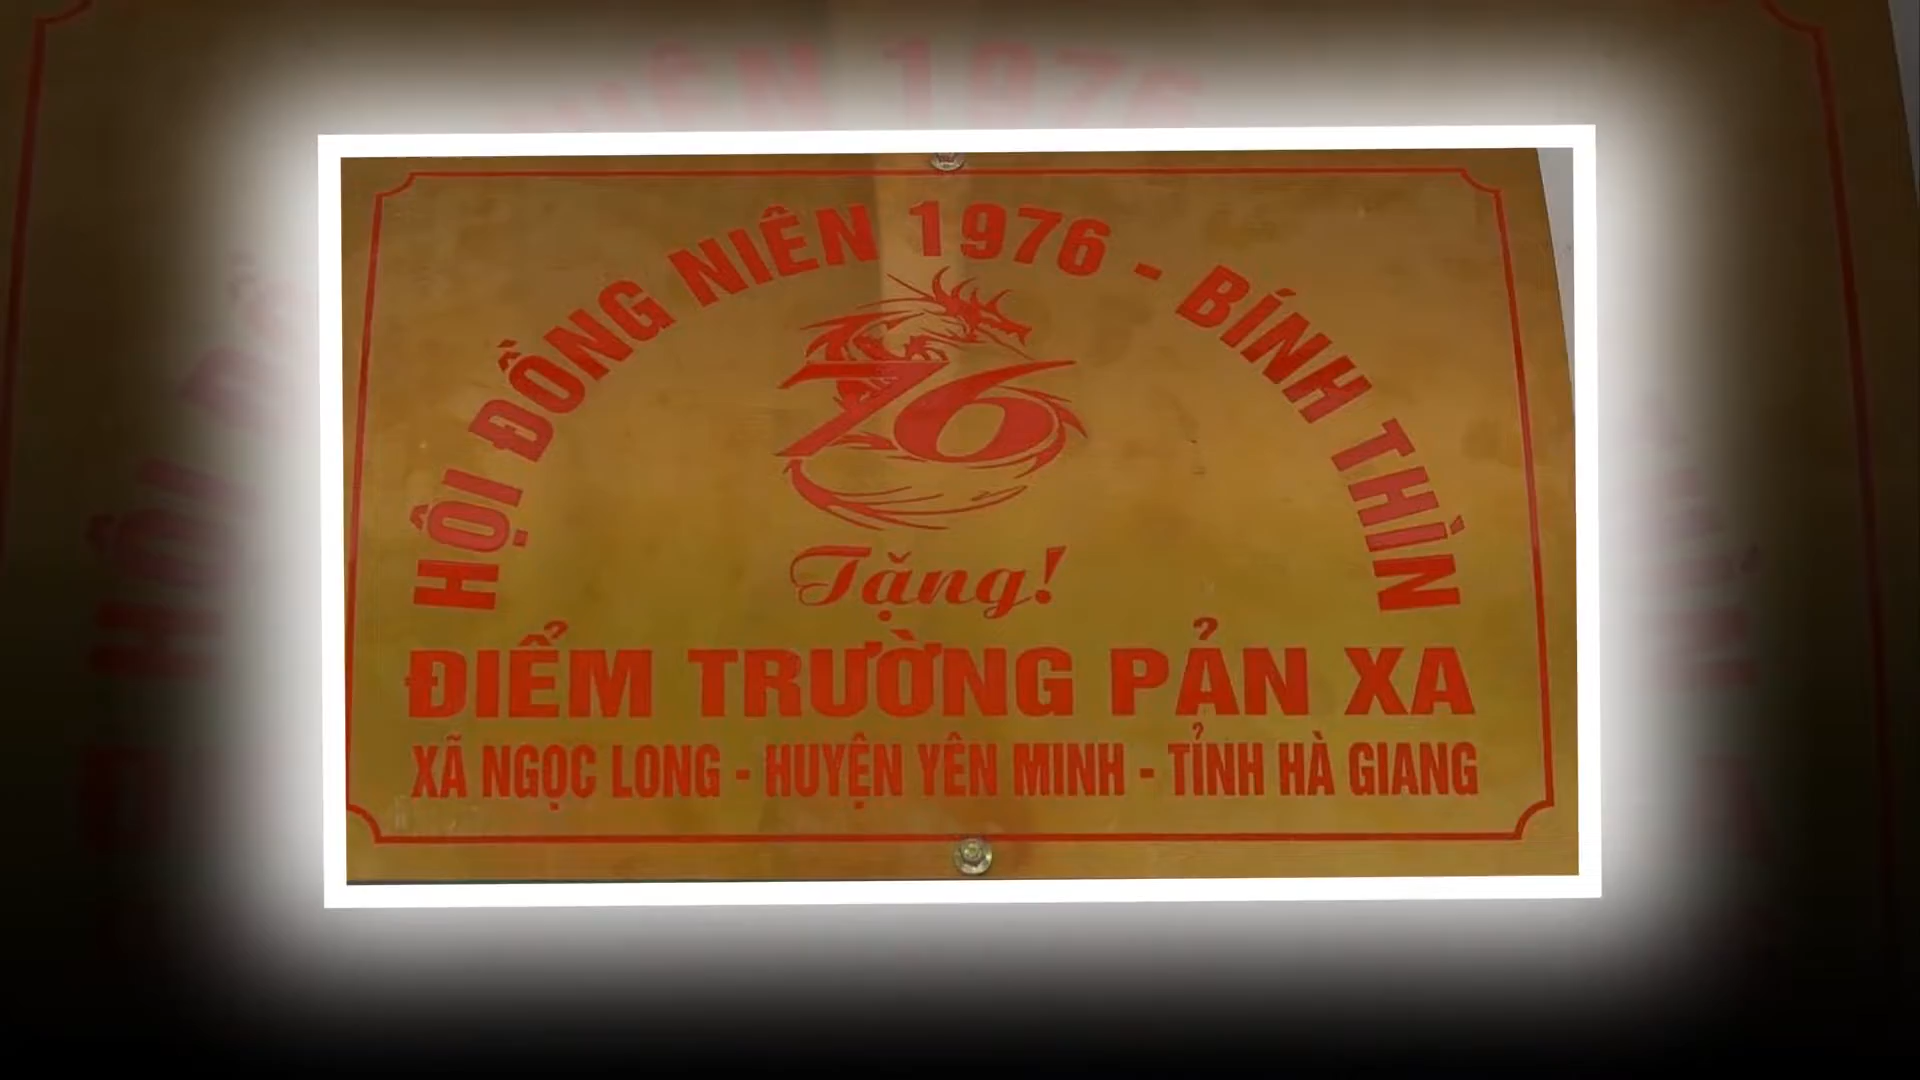 HỘI ĐỒNG NIÊN 1976 - BÍNH THÌN
76
Tặng!
ĐIỂM TRƯỜNG PẢN XA
XÃ NGỌC LONG - HUYỆN YÊN MINH - TỈNH HÀ GIANG